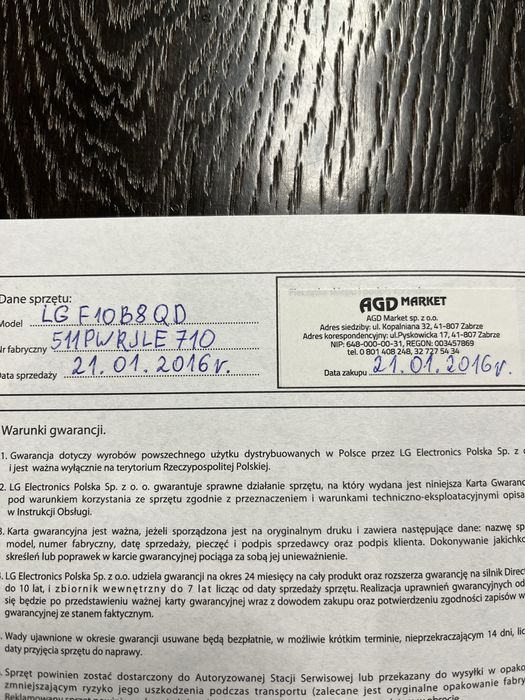 Dane sprzętu:
Model LG F10B8QD
Nr fabryczny 511PWRJLE710
Data sprzedaży 21.01.2016r.
AGD MARKET
AGD Market sp. z o.o.
Adres siedziby: ul. Kopalniana 32, 41-807 Zabrze
Adres korespondencyjny: ul.Pyskowicka 17, 41-807 Zabrze
NIP: 648-000-00-31, REGON: 003457869
tel. 0 801 408 248, 32 727 54 34
Data zakupu 21.01.2016r.
Warunki gwarancji.
1. Gwarancja dotyczy wyrobów powszechnego użytku dystrybuowanych w Polsce przez LG Electronics Polska Sp. z
i jest ważna wyłącznie na terytorium Rzeczypospolitej Polskiej.
2. LG Electronics Polska Sp. z o. o. gwarantuje sprawne działanie sprzętu, na który wydana jest niniejsza Karta Gwaranc
pod warunkiem korzystania ze sprzętu zgodnie z przeznaczeniem i warunkami techniczno-eksploatacyjnymi opisa
w Instrukcji Obsługi.
3. Karta gwarancyjna jest ważna, jeżeli sporządzona jest na oryginalnym druku i zawiera następujące dane: nazwę sp
model, numer fabryczny, datę sprzedaży, pieczęć i podpis sprzedawcy oraz podpis klienta. Dokonywanie jakichko
skreśleń lub poprawek w karcie gwarancyjnej pociąga za sobą jej unieważnienie.
. LG Electronics Polska Sp. z o.o. udziela gwarancji na okres 24 miesięcy na cały produkt oraz rozszerza gwarancję na silnik Direct
do 10 lat, i zbiornik wewnętrzny do 7 lat licząc od daty sprzedaży sprzętu. Realizacja uprawnień gwarancyjnych od
się będzie po przedstawieniu ważnej karty gwarancyjnej wraz z dowodem zakupu oraz potwierdzeniu zgodności zapisów w
gwarancyjnej ze stanem faktycznym.
. Wady ujawnione w okresie gwarancji usuwane będą bezpłatnie, w możliwie krótkim terminie, nieprzekraczającym 14 dni, lic
daty przyjęcia sprzętu do naprawy.
. Sprzęt powinien zostać dostarczony do Autoryzowanej Stacji Serwisowej lub przekazany do wysyłki w opako
zmniejszającym ryzyko jego uszkodzenia podczas transportu (zalecane jest oryginalne opakowanie fabry